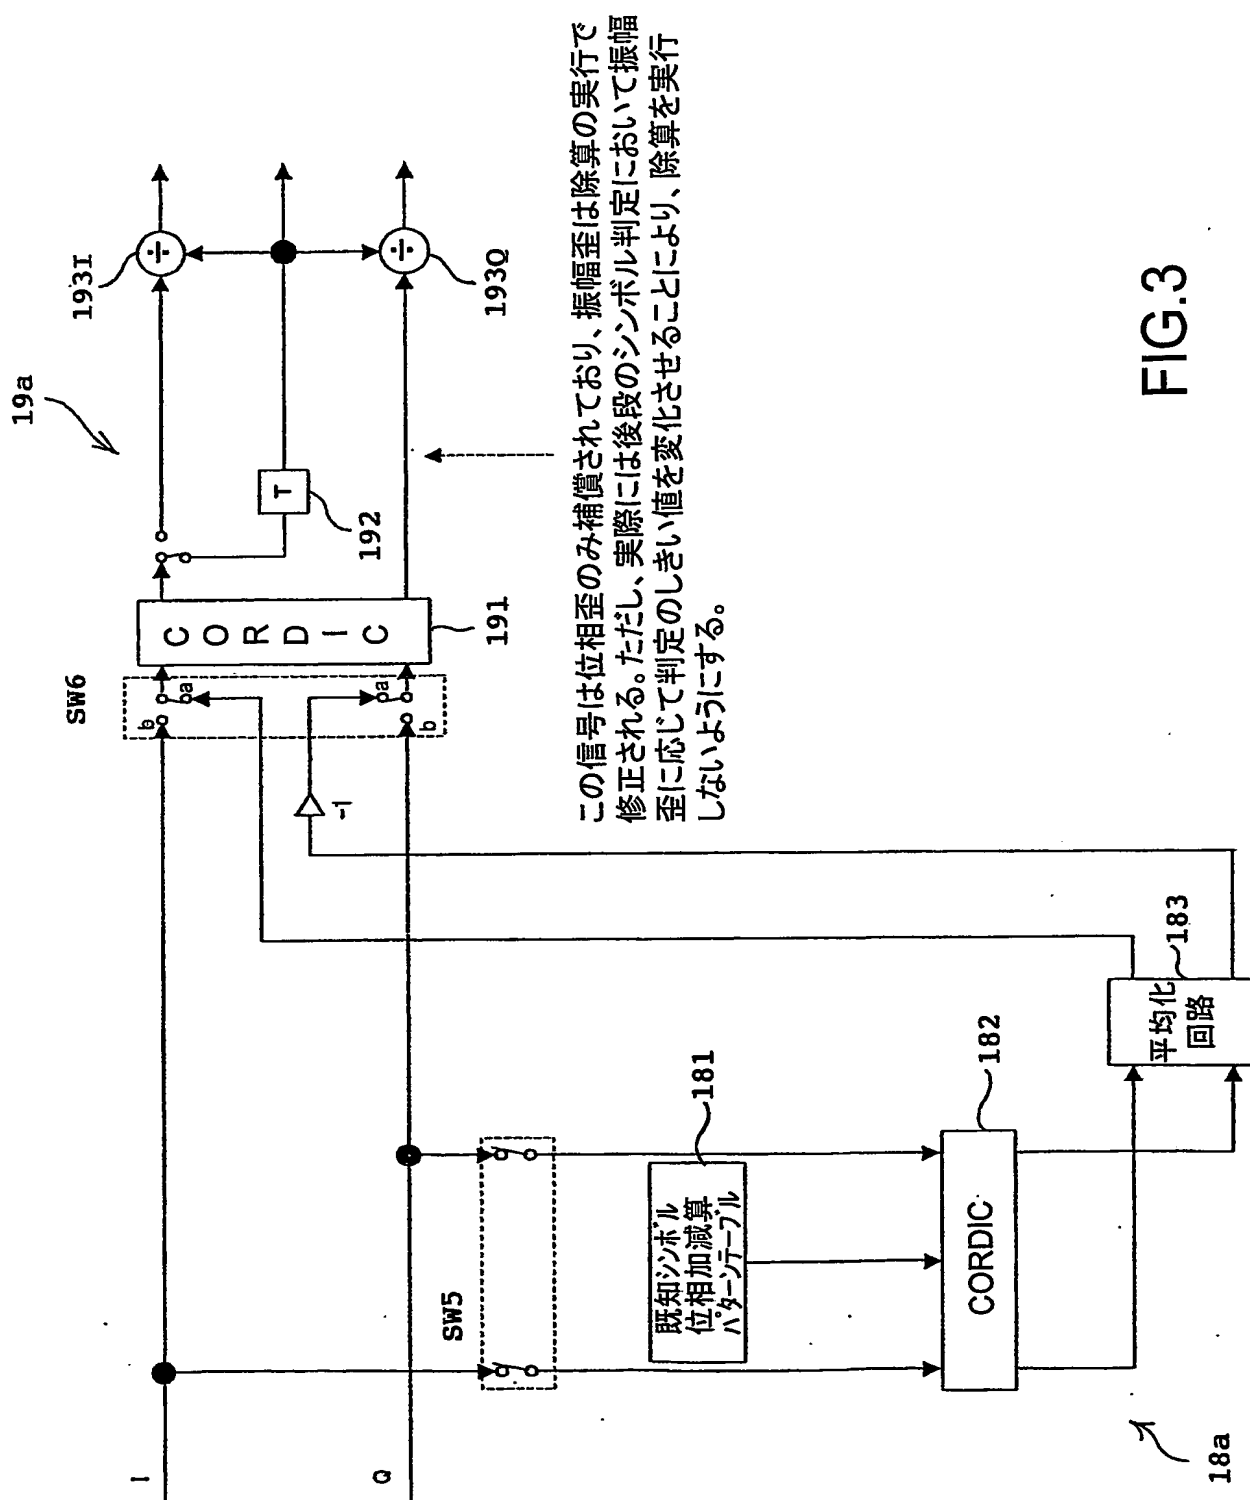 19a
193I
÷
193Q
÷
192
T
SW6
b
a
a
b
CORDIC
191
-1
この信号は位相歪のみ補償されており、振幅歪は除算の実行で
修正される。ただし、実際には後段のシンボル判定において振幅
歪に応じて判定のしきい値を変化させることにより、除算を実行
しないようにする。
I
Q
SW5
181
既知シンボル
位相加減算
パターンテーブル
182
CORDIC
183
平均化
回路
18a
FIG.3